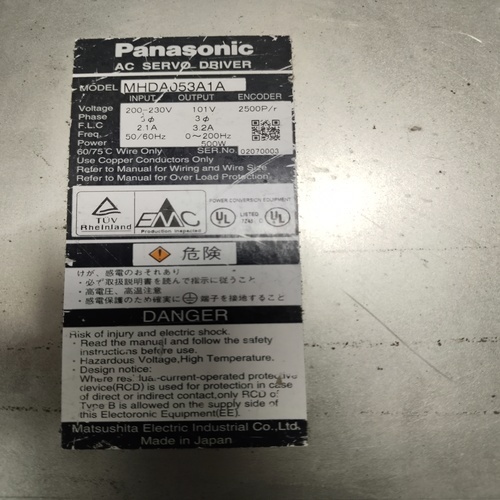 Panasonic
AC SERVO DRIVER
MODEL MHDA053A1A
INPUT OUTPUT ENCODER
Voltage 200-230V 101V 2500P/r
Phase 3ϕ 3ϕ
F.L.C 2.1A 3.2A
Freq. 50/60Hz 0~200Hz
Power 500W
60/75℃ Wire Only SER.No. 02070003
Use Copper Conductors Only
Refer to Manual for Wiring and Wire Size
Refer to Manual for Over Load Protection
TÜV
Rheinland
EMC
Production Inspected
POWER CONVERSION EQUIPMENT
UL LISTED UL
危険
けが、感電のおそれあり
・必ず取扱説明書を読んで指示に従うこと
・高電圧、高温注意
・感電保護のため確実に端子を接地すること
DANGER
Risk of injury and electric shock.
· Read the manual and follow the safety
instructions before use.
· Hazardous Voltage,High Temperature.
· Design notice:
Where current-operated protective
device(RCD) is used for protection in case
of direct or indirect contact,only RCD of
Type B is allowed on the supply side of
this Electoronic Equipment(EE).
Matsushita Electric Industrial Co.,Ltd.
Made in Japan